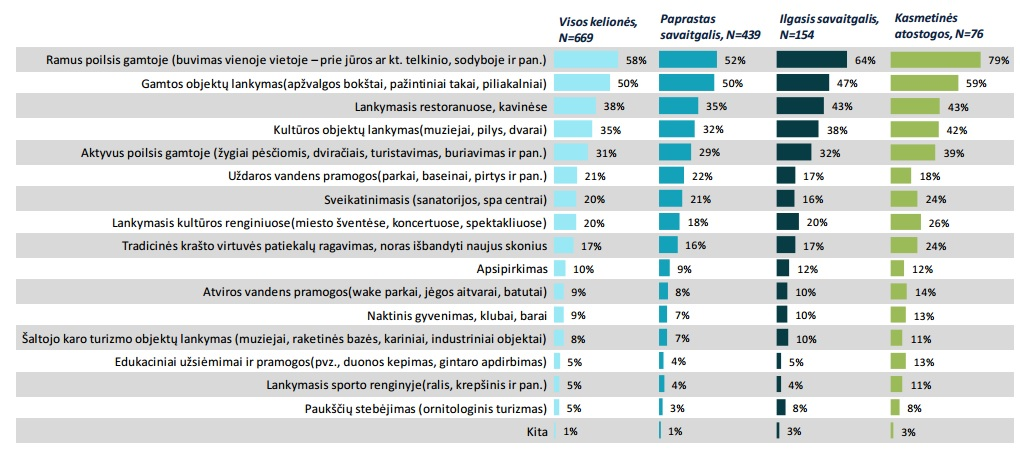 Visos kelionės, N=669
Paprastas savaitgalis, N=439
Ilgasis savaitgalis, N=154
Kasmetinės atostogos, N=76
Ramus poilsis gamtoje (buvimas vienoje vietoje – prie jūros ar kt. telkinio, sodyboje ir pan.) 58% 52% 64% 79%
Gamtos objektų lankymas(apžvalgos bokštai, pažintiniai takai, piliakalniai) 50% 50% 47% 59%
Lankymasis restoranuose, kavinėse 38% 35% 43% 43%
Kultūros objektų lankymas(muziejai, pilys, dvarai) 35% 32% 38% 42%
Aktyvus poilsis gamtoje (žygiai pėsčiomis, dviračiais, turistavimas, buriavimas ir pan.) 31% 29% 32% 39%
Uždaros vandens pramogos(parkai, baseinai, pirtys ir pan.) 21% 22% 17% 18%
Sveikatinimasis (sanatorijos, spa centrai) 20% 21% 16% 24%
Lankymasis kultūros renginiuose(miesto šventėse, koncertuose, spektakliuose) 20% 18% 20% 26%
Tradicinės krašto virtuvės patiekalų ragavimas, noras išbandyti naujus skonius 17% 16% 17% 24%
Apsipirkimas 10% 9% 12% 12%
Atviros vandens pramogos(wake parkai, jėgos aitvarai, batutai) 9% 8% 10% 14%
Naktinis gyvenimas, klubai, barai 9% 7% 10% 13%
Šaltojo karo turizmo objektų lankymas (muziejai, raketinės bazės, kariniai, industriniai objektai) 8% 7% 10% 11%
Edukaciniai užsiėmimai ir pramogos(pvz., duonos kepimas, gintaro apdirbimas) 5% 4% 5% 13%
Lankymasis sporto renginyje(ralis, krepšinis ir pan.) 5% 4% 4% 11%
Paukščių stebėjimas (ornitologinis turizmas) 5% 3% 8% 8%
Kita 1% 1% 3% 3%